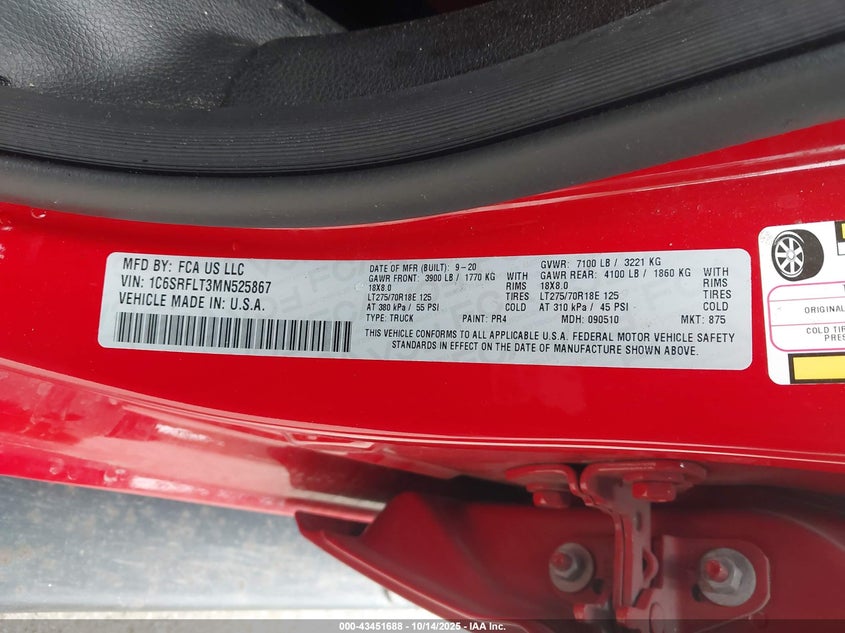 MFD BY: FCA US LLC
VIN: 1C6SRFLT3MN525867
VEHICLE MADE IN U.S.A.
DATE OF MFR (BUILT): 9-20
GAWR FRONT: 3900 LB / 1770 KG WITH
18X8.0 RIMS
LT275/70R18E 125 TIRES
AT 380 kPa / 55 PSI COLD
TYPE: TRUCK PAINT: PR4
GVWR: 7100 LB / 3221 KG
GAWR REAR: 4100 LB / 1860 KG WITH
18X8.0 RIMS
LT275/70R18E 125 TIRES
AT 310 kPa / 45 PSI COLD
MDH: 090510 MKT: 875
THIS VEHICLE CONFORMS TO ALL APPLICABLE U.S.A. FEDERAL MOTOR VEHICLE SAFETY
STANDARDS IN EFFECT ON THE DATE OF MANUFACTURE SHOWN ABOVE.
ORIGINAL
COLD TI
PRES
000-43451688 - 10/14/2025 - IAA Inc.